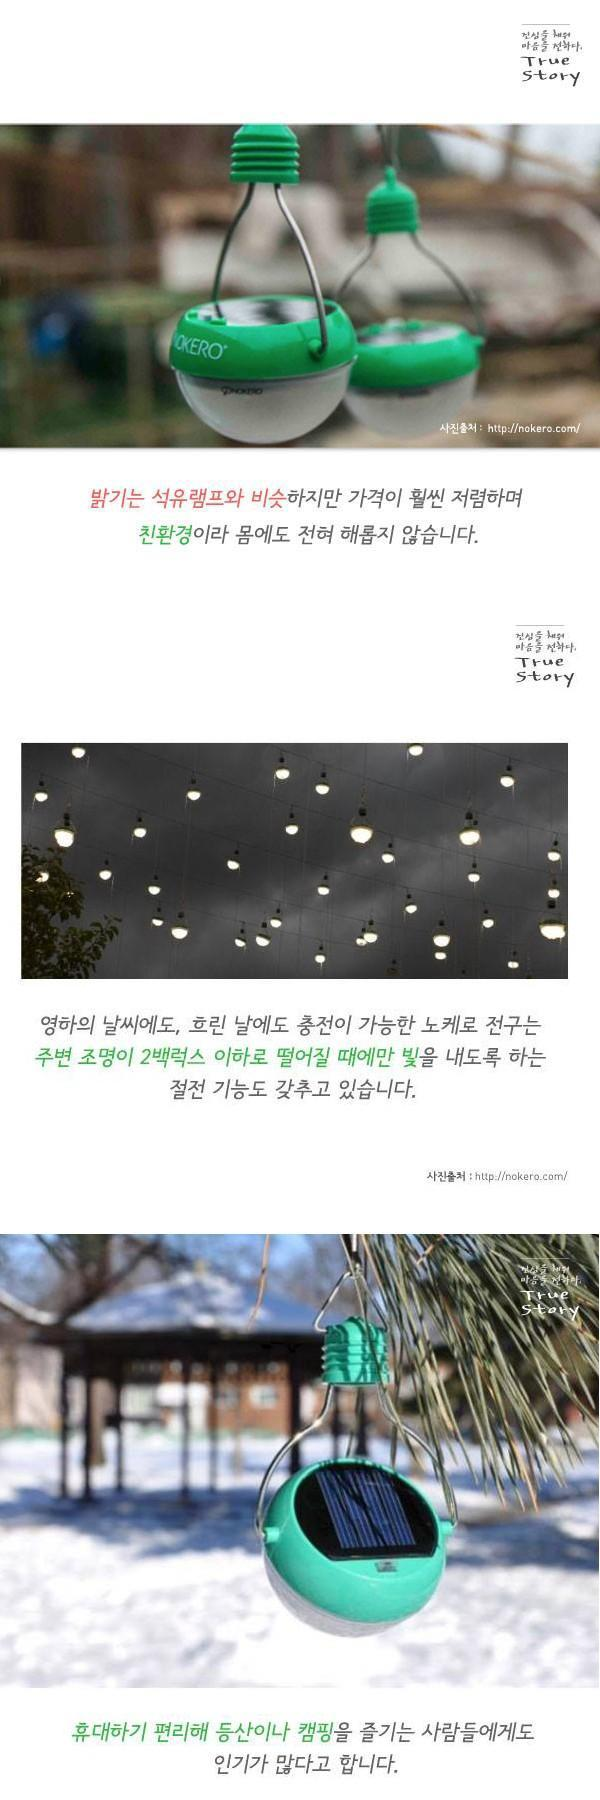 진심을 채워
마음을 전하다.
True
Story
NOKERO
NOKERO
사진출처 : http://nokero.com/
밝기는 석유램프와 비슷하지만 가격이 훨씬 저렴하며
친환경이라 몸에도 전혀 해롭지 않습니다.
진심을 채워
마음을 전하다.
True
Story
영하의 날씨에도, 흐린 날에도 충전이 가능한 노케로 전구는
주변 조명이 2백럭스 이하로 떨어질 때에만 빛을 내도록 하는
절전 기능도 갖추고 있습니다.
사진출처 : http://nokero.com/
진심을 채워
마음을 전하다.
True
Story
휴대하기 편리해 등산이나 캠핑을 즐기는 사람들에게도
인기가 많다고 합니다.